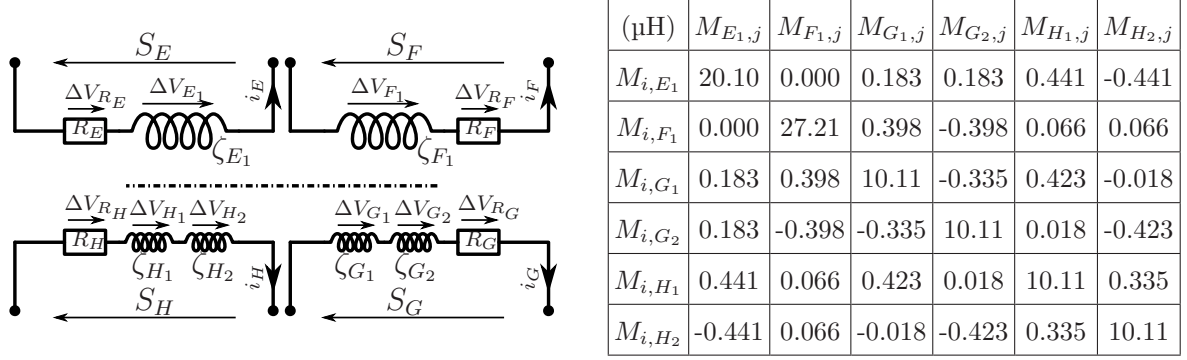 S_E S_F
ΔV_{R_E} ΔV_{E_1} i_E ΔV_{F_1} ΔV_{R_F} i_F
R_E ζ_{E_1} ζ_{F_1} R_F
ΔV_{R_H} ΔV_{H_1} ΔV_{H_2} ΔV_{G_1} ΔV_{G_2} ΔV_{R_G}
R_H ζ_{H_1} ζ_{H_2} i_H ζ_{G_1} ζ_{G_2} R_G i_G
S_H S_G
(µH) M_{E_1,j} M_{F_1,j} M_{G_1,j} M_{G_2,j} M_{H_1,j} M_{H_2,j}
M_{i,E_1} 20.10 0.000 0.183 0.183 0.441 -0.441
M_{i,F_1} 0.000 27.21 0.398 -0.398 0.066 0.066
M_{i,G_1} 0.183 0.398 10.11 -0.335 0.423 -0.018
M_{i,G_2} 0.183 -0.398 -0.335 10.11 0.018 -0.423
M_{i,H_1} 0.441 0.066 0.423 0.018 10.11 0.335
M_{i,H_2} -0.441 0.066 -0.018 -0.423 0.335 10.11